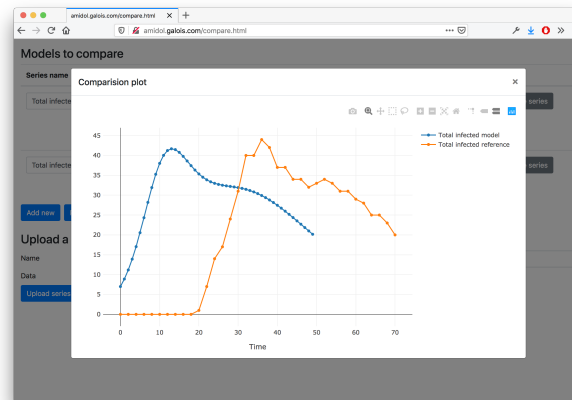 amidol.galois.com/compare.html
amidol.galois.com/compare.html
Models to compare
Series name
Comparision plot
Total infecte
series
Total infecte
series
Add new
Upload a
Name
Data
Upload series
45
40
35
30
25
20
15
10
5
0
0 10 20 30 40 50 60 70
Time
Total infected model
Total infected reference